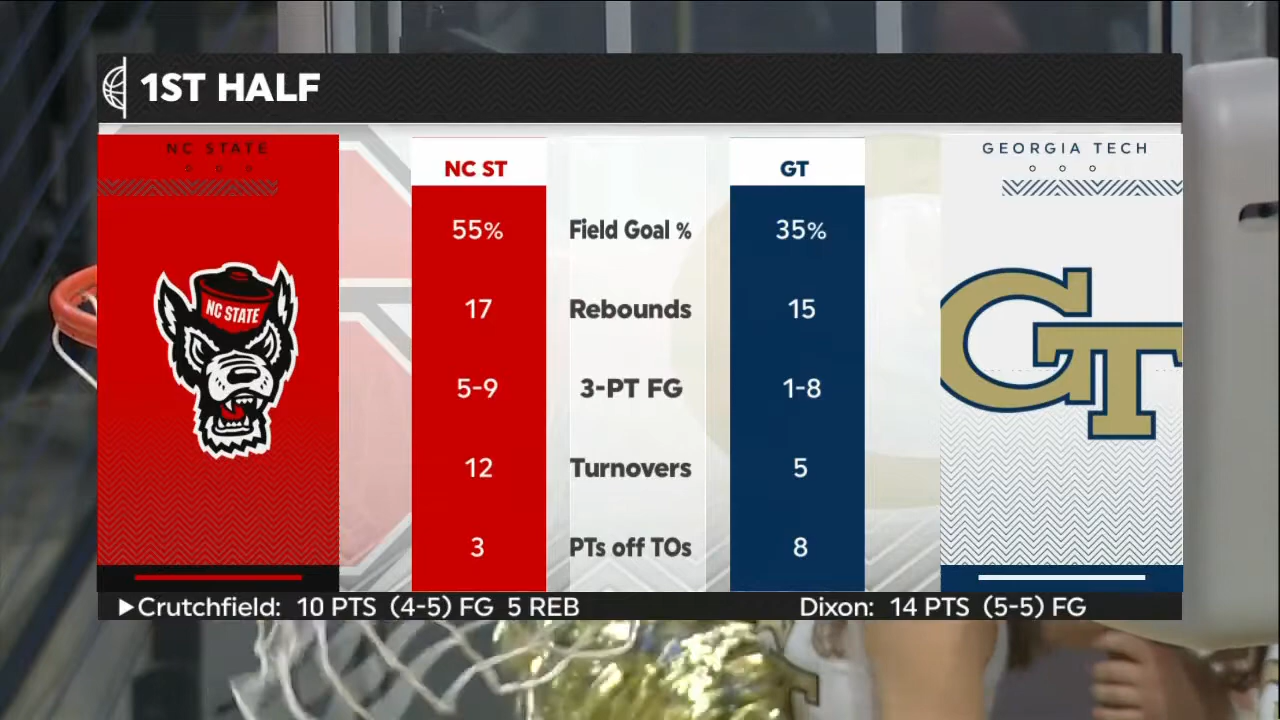 1ST HALF
NC STATE
GEORGIA TECH
NC ST
GT
NC STATE
GT
55% Field Goal % 35%
17 Rebounds 15
5-9 3-PT FG 1-8
12 Turnovers 5
3 PTs off TOs 8
Crutchfield: 10 PTS (4-5) FG 5 REB
Dixon: 14 PTS (5-5) FG